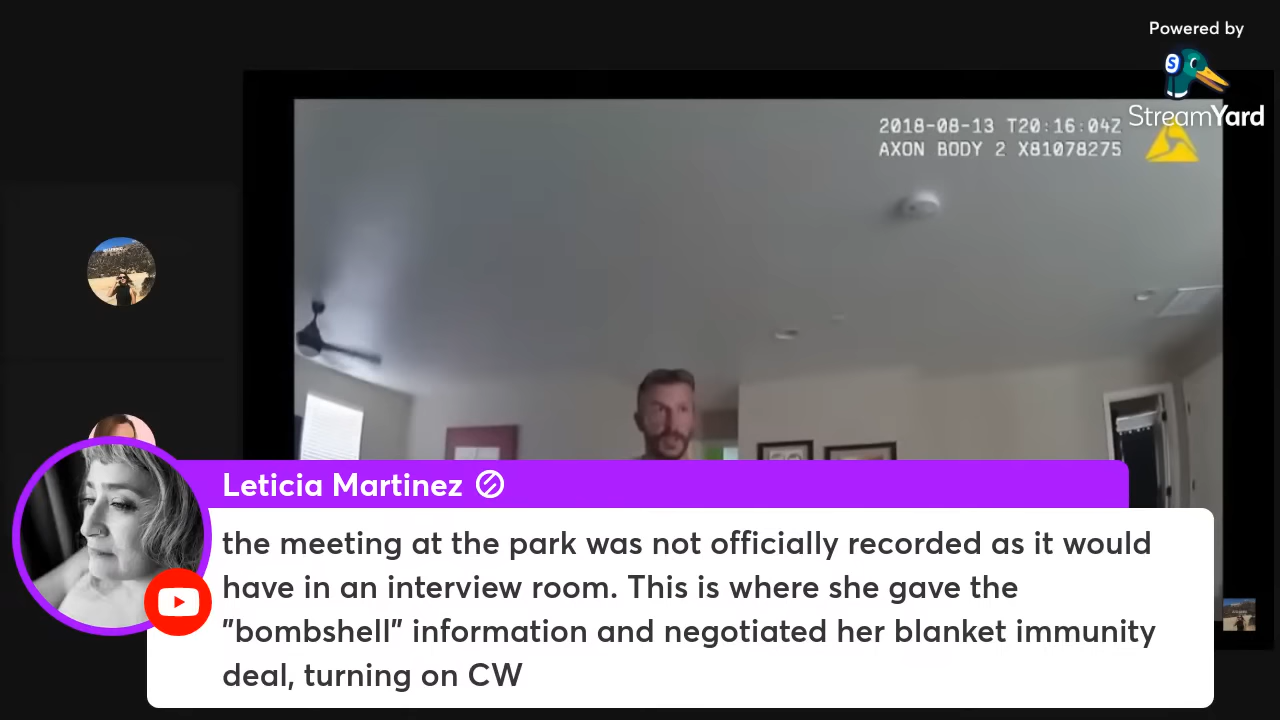 Powered by
StreamYard
2018-08-13 T20:16:04Z
AXON BODY 2 X81078275
Leticia Martinez
the meeting at the park was not officially recorded as it would
have in an interview room. This is where she gave the
"bombshell" information and negotiated her blanket immunity
deal, turning on CW